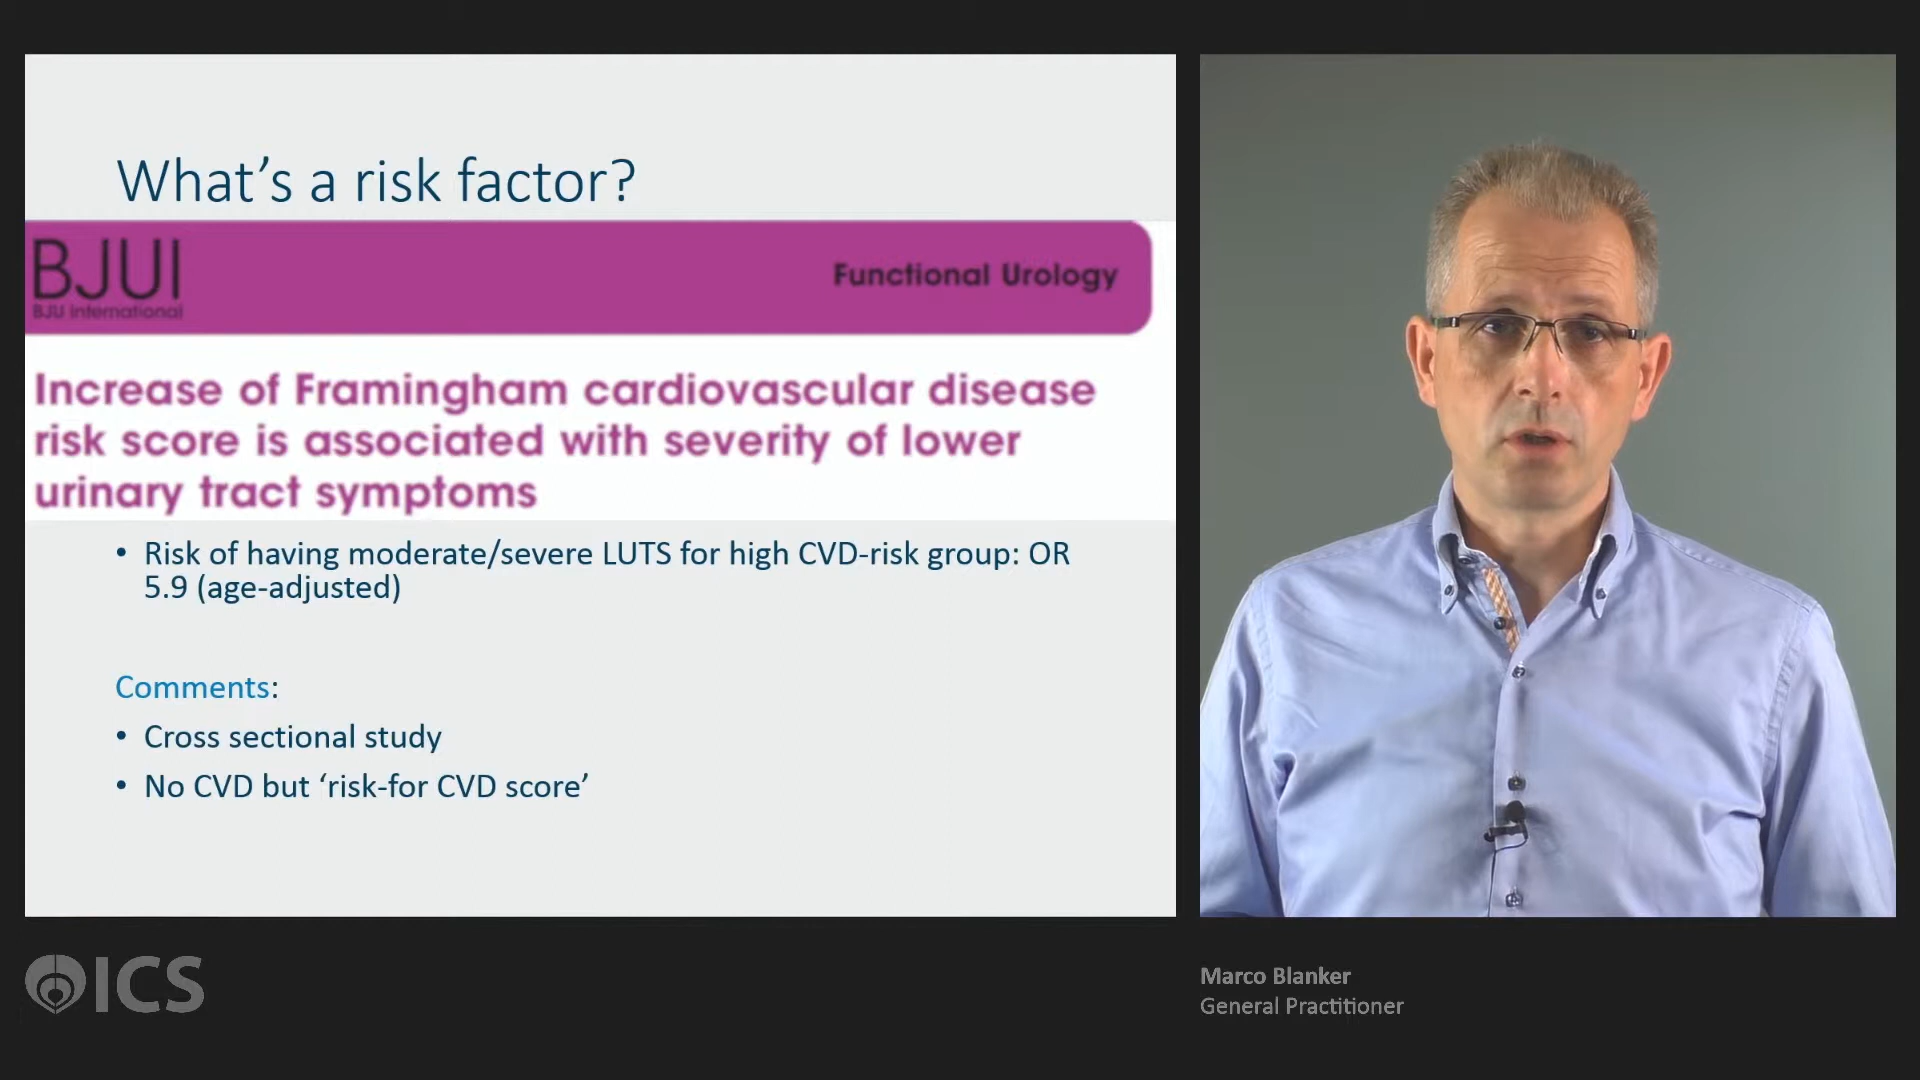 What’s a risk factor?
BJUI
BJU International
Functional Urology
Increase of Framingham cardiovascular disease
risk score is associated with severity of lower
urinary tract symptoms
• Risk of having moderate/severe LUTS for high CVD-risk group: OR
5.9 (age-adjusted)
Comments:
• Cross sectional study
• No CVD but ‘risk-for CVD score’
ICS
Marco Blanker
General Practitioner